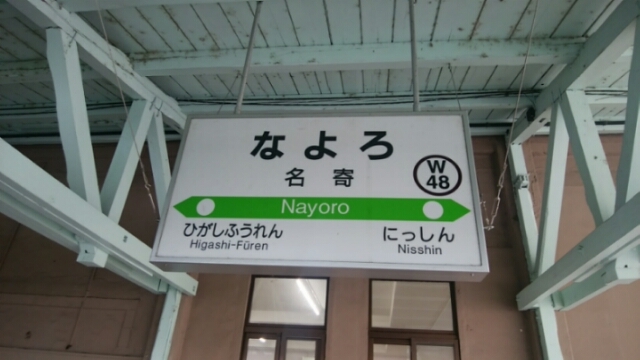 なよろ
名寄
W
48
Nayoro
ひがしふうれん
Higashi-Fūren
にっしん
Nisshin